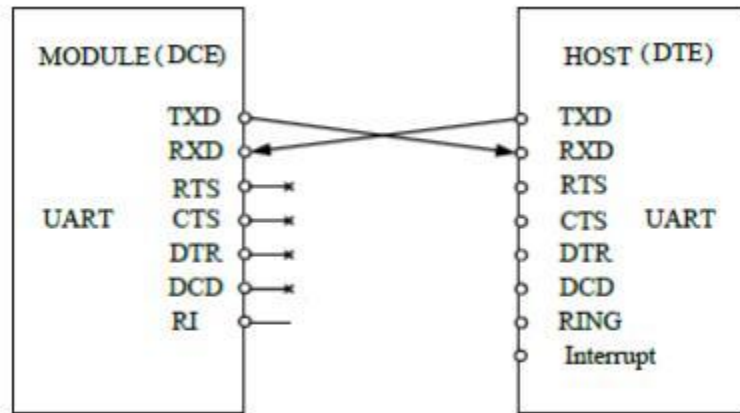 MODULE (DCE)
TXD
RXD
RTS
UART CTS
DTR
DCD
RI
HOST (DTE)
TXD
RXD
RTS
CTS UART
DTR
DCD
RING
Interrupt